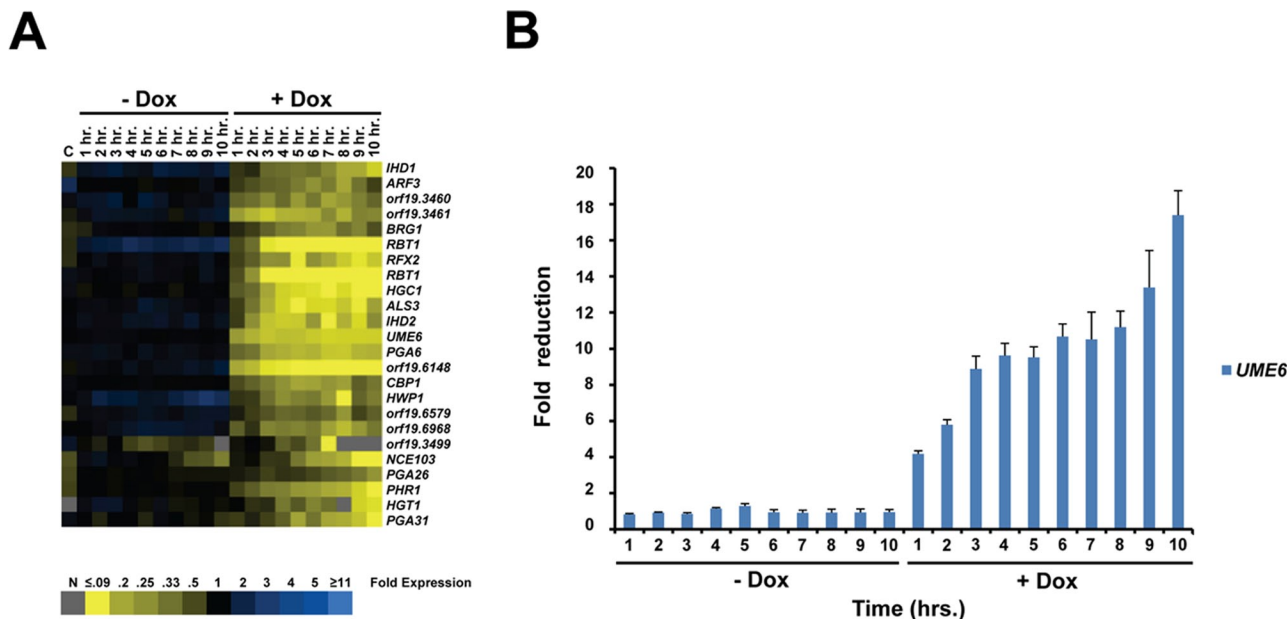 A
- Dox
+ Dox
C 1 hr. 2 hr. 3 hr. 4 hr. 5 hr. 6 hr. 7 hr. 8 hr. 9 hr. 10 hr. 1 hr. 2 hr. 3 hr. 4 hr. 5 hr. 6 hr. 7 hr. 8 hr. 9 hr. 10 hr.
IHD1
ARF3
orf19.3460
orf19.3461
BRG1
RBT1
RFX2
RBT1
HGC1
ALS3
IHD2
UME6
PGA6
orf19.6148
CBP1
HWP1
orf19.6579
orf19.6968
orf19.3499
NCE103
PGA26
PHR1
HGT1
PGA31
N ≤.09 .2 .25 .33 .5 1 2 3 4 5 ≥11 Fold Expression
B
Fold reduction
20
18
16
14
12
10
8
6
4
2
0
1 2 3 4 5 6 7 8 9 10 1 2 3 4 5 6 7 8 9 10
- Dox
+ Dox
Time (hrs.)
UME6